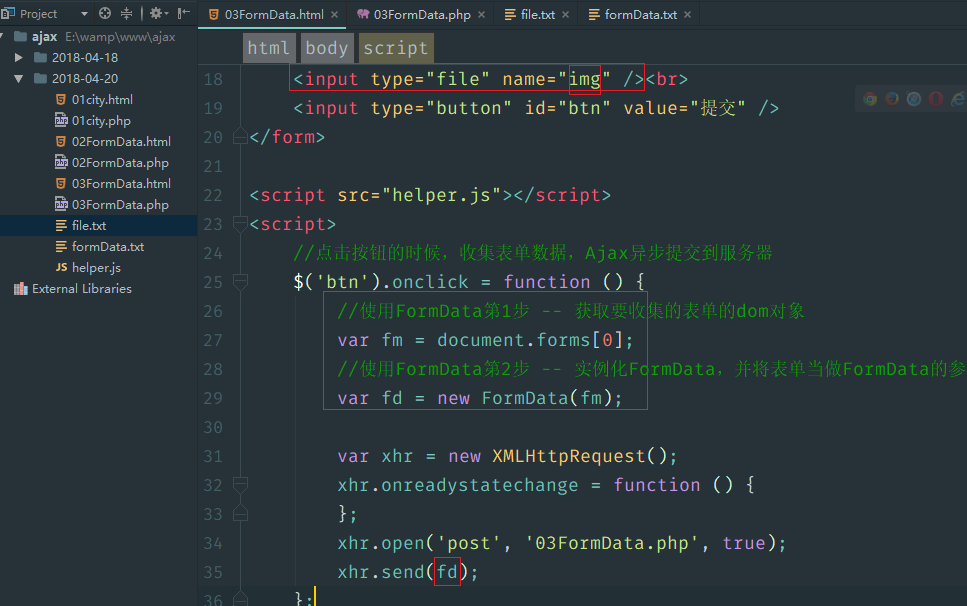 Project
03FormData.html
03FormData.php
file.txt
formData.txt
ajax E:\wamp\www\ajax
2018-04-18
2018-04-20
01city.html
01city.php
02FormData.html
02FormData.php
03FormData.html
03FormData.php
file.txt
formData.txt
helper.js
External Libraries
html body script
18 <input type="file" name="img" /><br>
19 <input type="button" id="btn" value="提交" />
20 </form>
21
22 <script src="helper.js"></script>
23 <script>
24 //点击按钮的时候，收集表单数据，Ajax异步提交到服务器
25 $('btn').onclick = function () {
26 //使用FormData第1步 -- 获取要收集的表单的dom对象
27 var fm = document.forms[0];
28 //使用FormData第2步 -- 实例化FormData，并将表单当做FormData的参
29 var fd = new FormData(fm);
30
31 var xhr = new XMLHttpRequest();
32 xhr.onreadystatechange = function () {
33 };
34 xhr.open('post', '03FormData.php', true);
35 xhr.send(fd);
36 };